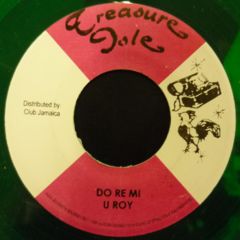 Treasure
Isle
Distributed by
Club Jamaica
DO RE MI
U ROY